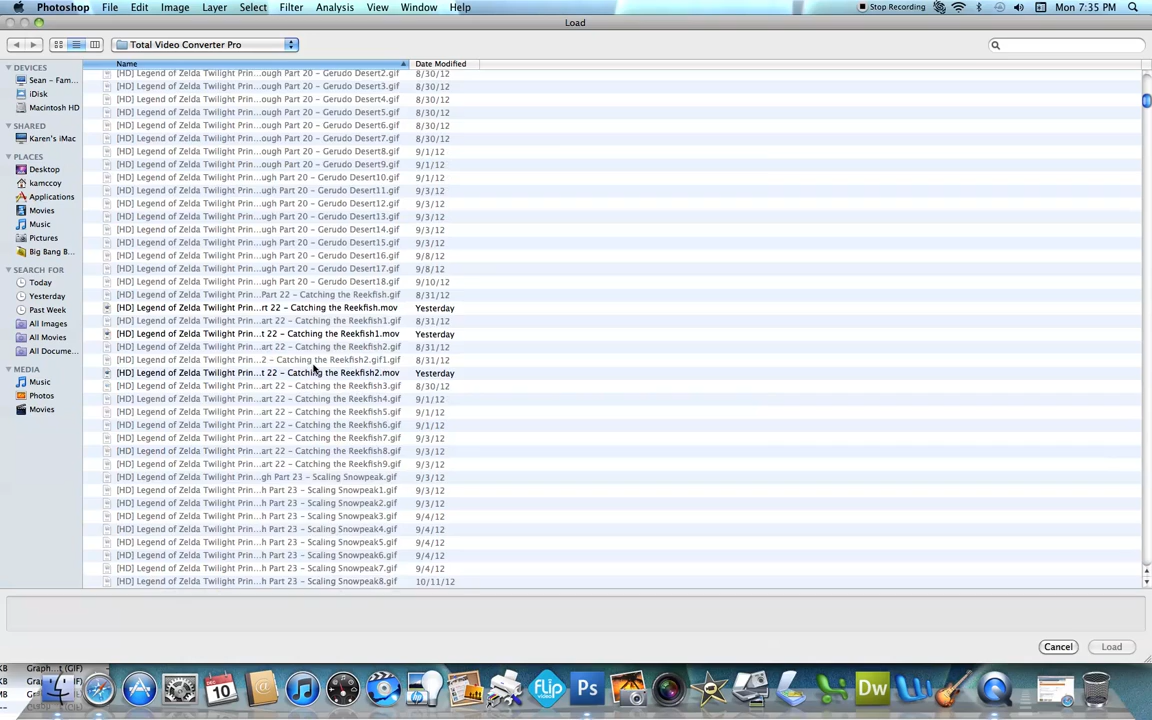 Photoshop File Edit Image Layer Select Filter Analysis View Window Help Stop Recording Mon 7:35 PM
Load
Total Video Converter Pro
Name Date Modified
DEVICES
Sean - Fam...
iDisk
Macintosh HD
SHARED
Karen's iMac
PLACES
Desktop
kamccoy
Applications
Movies
Music
Pictures
Big Bang B...
SEARCH FOR
Today
Yesterday
Past Week
All Images
All Movies
All Docume...
MEDIA
Music
Photos
Movies
[HD] Legend of Zelda Twilight Prin...ough Part 20 - Gerudo Desert2.gif 8/30/12
[HD] Legend of Zelda Twilight Prin...ough Part 20 - Gerudo Desert3.gif 8/30/12
[HD] Legend of Zelda Twilight Prin...ough Part 20 - Gerudo Desert4.gif 8/30/12
[HD] Legend of Zelda Twilight Prin...ough Part 20 - Gerudo Desert5.gif 8/30/12
[HD] Legend of Zelda Twilight Prin...ough Part 20 - Gerudo Desert6.gif 8/30/12
[HD] Legend of Zelda Twilight Prin...ough Part 20 - Gerudo Desert7.gif 8/30/12
[HD] Legend of Zelda Twilight Prin...ough Part 20 - Gerudo Desert8.gif 9/1/12
[HD] Legend of Zelda Twilight Prin...ough Part 20 - Gerudo Desert9.gif 9/1/12
[HD] Legend of Zelda Twilight Prin...ugh Part 20 - Gerudo Desert10.gif 9/1/12
[HD] Legend of Zelda Twilight Prin...ugh Part 20 - Gerudo Desert11.gif 9/3/12
[HD] Legend of Zelda Twilight Prin...ugh Part 20 - Gerudo Desert12.gif 9/3/12
[HD] Legend of Zelda Twilight Prin...ugh Part 20 - Gerudo Desert13.gif 9/3/12
[HD] Legend of Zelda Twilight Prin...ugh Part 20 - Gerudo Desert14.gif 9/3/12
[HD] Legend of Zelda Twilight Prin...ugh Part 20 - Gerudo Desert15.gif 9/3/12
[HD] Legend of Zelda Twilight Prin...ugh Part 20 - Gerudo Desert16.gif 9/8/12
[HD] Legend of Zelda Twilight Prin...ugh Part 20 - Gerudo Desert17.gif 9/8/12
[HD] Legend of Zelda Twilight Prin...ugh Part 20 - Gerudo Desert18.gif 9/10/12
[HD] Legend of Zelda Twilight Prin...Part 22 - Catching the Reekfish.gif 8/31/12
[HD] Legend of Zelda Twilight Prin...rt 22 - Catching the Reekfish.mov Yesterday
[HD] Legend of Zelda Twilight Prin...art 22 - Catching the Reekfish1.gif 8/31/12
[HD] Legend of Zelda Twilight Prin...t 22 - Catching the Reekfish1.mov Yesterday
[HD] Legend of Zelda Twilight Prin...art 22 - Catching the Reekfish2.gif 8/31/12
[HD] Legend of Zelda Twilight Prin...2 - Catching the Reekfish2.gif1.gif 8/31/12
[HD] Legend of Zelda Twilight Prin...t 22 - Catching the Reekfish2.mov Yesterday
[HD] Legend of Zelda Twilight Prin...art 22 - Catching the Reekfish3.gif 8/30/12
[HD] Legend of Zelda Twilight Prin...art 22 - Catching the Reekfish4.gif 9/1/12
[HD] Legend of Zelda Twilight Prin...art 22 - Catching the Reekfish5.gif 9/1/12
[HD] Legend of Zelda Twilight Prin...art 22 - Catching the Reekfish6.gif 9/1/12
[HD] Legend of Zelda Twilight Prin...art 22 - Catching the Reekfish7.gif 9/3/12
[HD] Legend of Zelda Twilight Prin...art 22 - Catching the Reekfish8.gif 9/3/12
[HD] Legend of Zelda Twilight Prin...art 22 - Catching the Reekfish9.gif 9/3/12
[HD] Legend of Zelda Twilight Prin...gh Part 23 - Scaling Snowpeak.gif 9/3/12
[HD] Legend of Zelda Twilight Prin...h Part 23 - Scaling Snowpeak1.gif 9/3/12
[HD] Legend of Zelda Twilight Prin...h Part 23 - Scaling Snowpeak2.gif 9/3/12
[HD] Legend of Zelda Twilight Prin...h Part 23 - Scaling Snowpeak3.gif 9/4/12
[HD] Legend of Zelda Twilight Prin...h Part 23 - Scaling Snowpeak4.gif 9/4/12
[HD] Legend of Zelda Twilight Prin...h Part 23 - Scaling Snowpeak5.gif 9/4/12
[HD] Legend of Zelda Twilight Prin...h Part 23 - Scaling Snowpeak6.gif 9/4/12
[HD] Legend of Zelda Twilight Prin...h Part 23 - Scaling Snowpeak7.gif 9/4/12
[HD] Legend of Zelda Twilight Prin...h Part 23 - Scaling Snowpeak8.gif 10/11/12
Cancel Load
KB Graph...t (GIF)
KB Graph...t (GIF)
DEC
10
flip
Ps
Dw